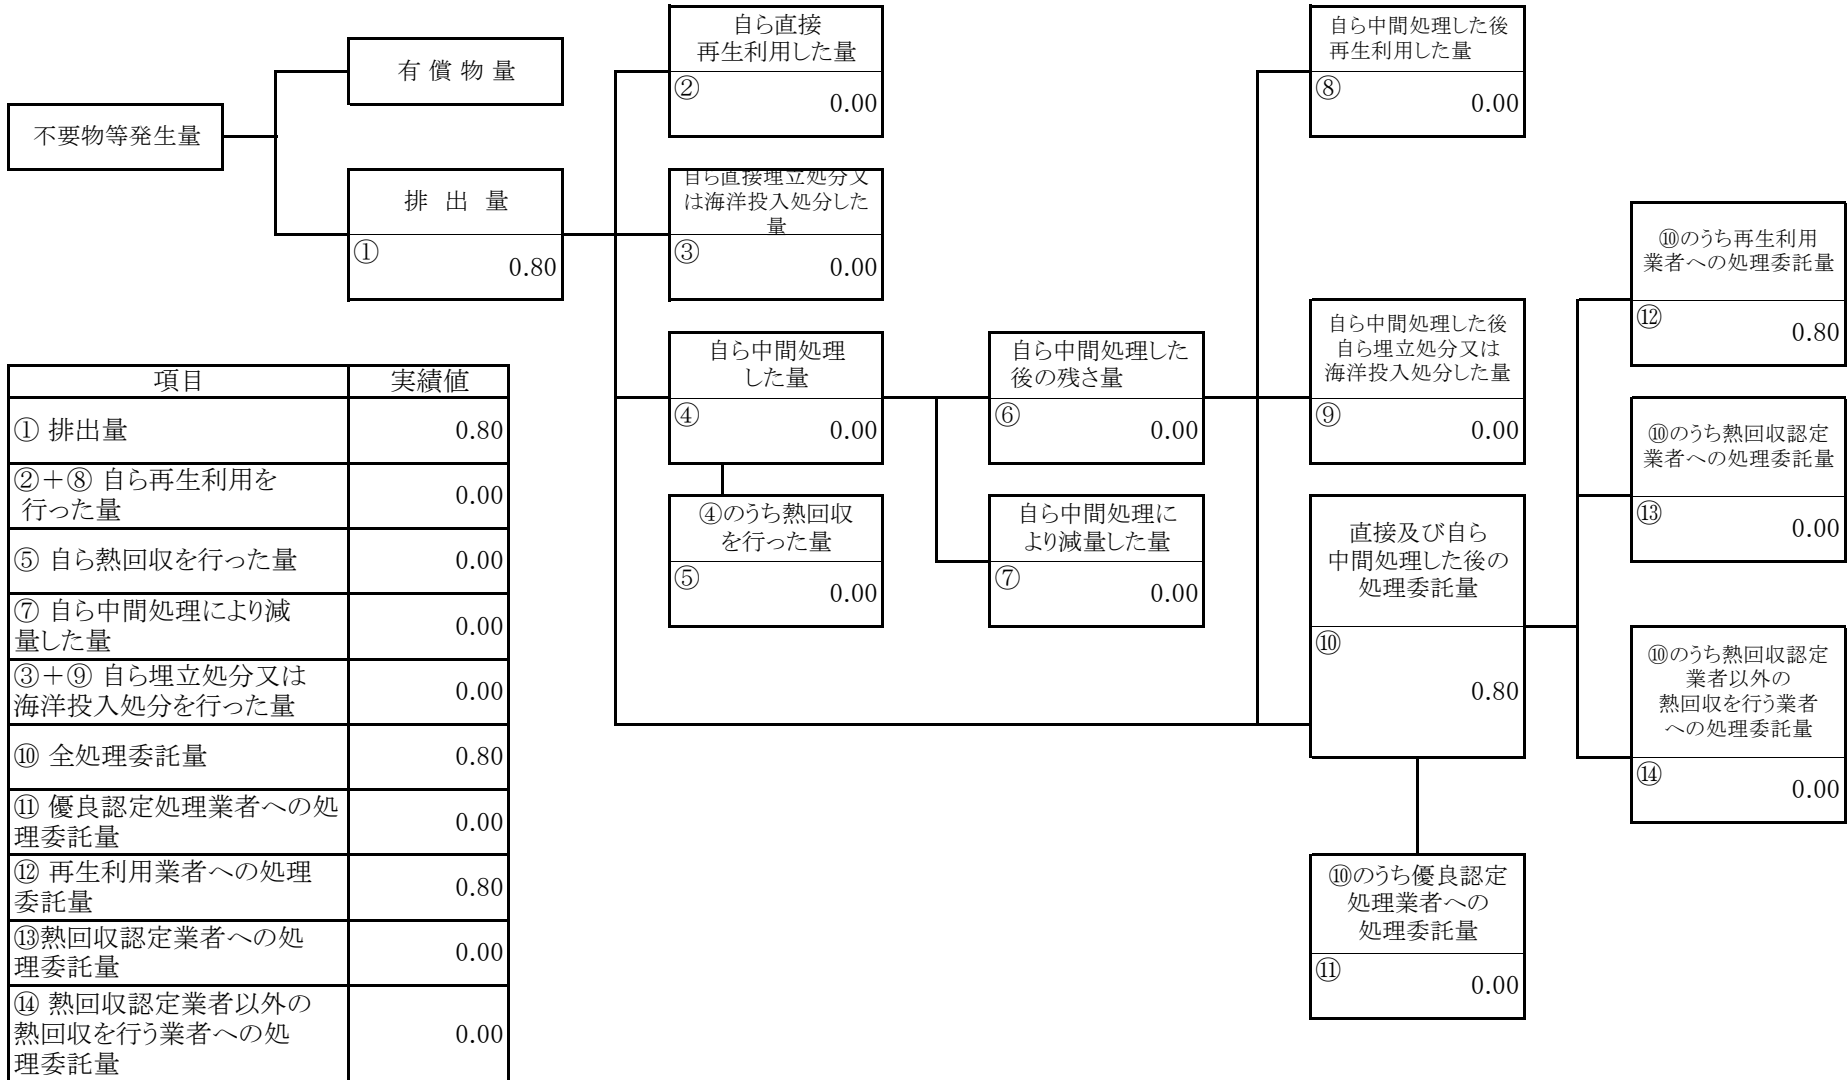 不要物等発生量
有 償 物 量
排 出 量
①
0.80
自ら直接
再生利用した量
②
0.00
自ら直接埋立処分又
は海洋投入処分した
量
③
0.00
自ら中間処理
した量
④
0.00
④のうち熱回収
を行った量
⑤
0.00
自ら中間処理した
後の残さ量
⑥
0.00
自ら中間処理に
より減量した量
⑦
0.00
自ら中間処理した後
再生利用した量
⑧
0.00
自ら中間処理した後
自ら埋立処分又は
海洋投入処分した量
⑨
0.00
直接及び自ら
中間処理した後の
処理委託量
⑩
0.80
⑩のうち優良認定
処理業者への
処理委託量
⑪
0.00
⑩のうち再生利用
業者への処理委託量
⑫
0.80
⑩のうち熱回収認定
業者への処理委託量
⑬
0.00
⑩のうち熱回収認定
業者以外の
熱回収を行う業者
への処理委託量
⑭
0.00
項目 実績値
① 排出量 0.80
②＋⑧ 自ら再生利用を
行った量
0.00
⑤ 自ら熱回収を行った量 0.00
⑦ 自ら中間処理により減
量した量
0.00
③＋⑨ 自ら埋立処分又は
海洋投入処分を行った量
0.00
⑩ 全処理委託量 0.80
⑪ 優良認定処理業者への処
理委託量
0.00
⑫ 再生利用業者への処理
委託量
0.80
⑬熱回収認定業者への処
理委託量
0.00
⑭ 熱回収認定業者以外の
熱回収を行う業者への処
理委託量
0.00